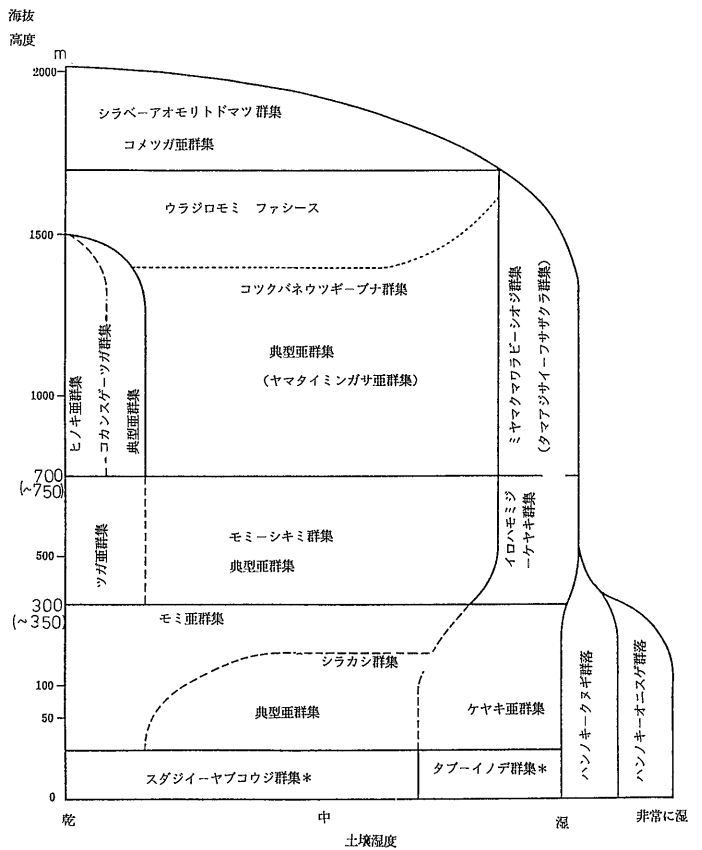 海抜
高度
m
2000
シラベーアオモリトドマツ群集
コメツガ亜群集
ウラジロモミ ファシース
1500
コツクバネウツギーブナ群集
典型亜群集
(ヤマタイミンガサ亜群集)
ミヤマクマワラビーシオジ群集
(タマアジサイーフサザクラ群集)
1000
ヒノキ亜群集
コカンスゲーツガ群集
典型亜群集
700
(~750)
ツガ亜群集
モミーシキミ群集
典型亜群集
イロハモミジ
ーケヤキ群集
500
300
(~350)
モミ亜群集
シラカシ群集
典型亜群集
ケヤキ亜群集
ハンノキークヌギ群落
ハンノキーオニスゲ群落
100
50
スダジイーヤブコウジ群集*
タブーイノデ群集*
0
乾
中
湿
非常に湿
土壌湿度